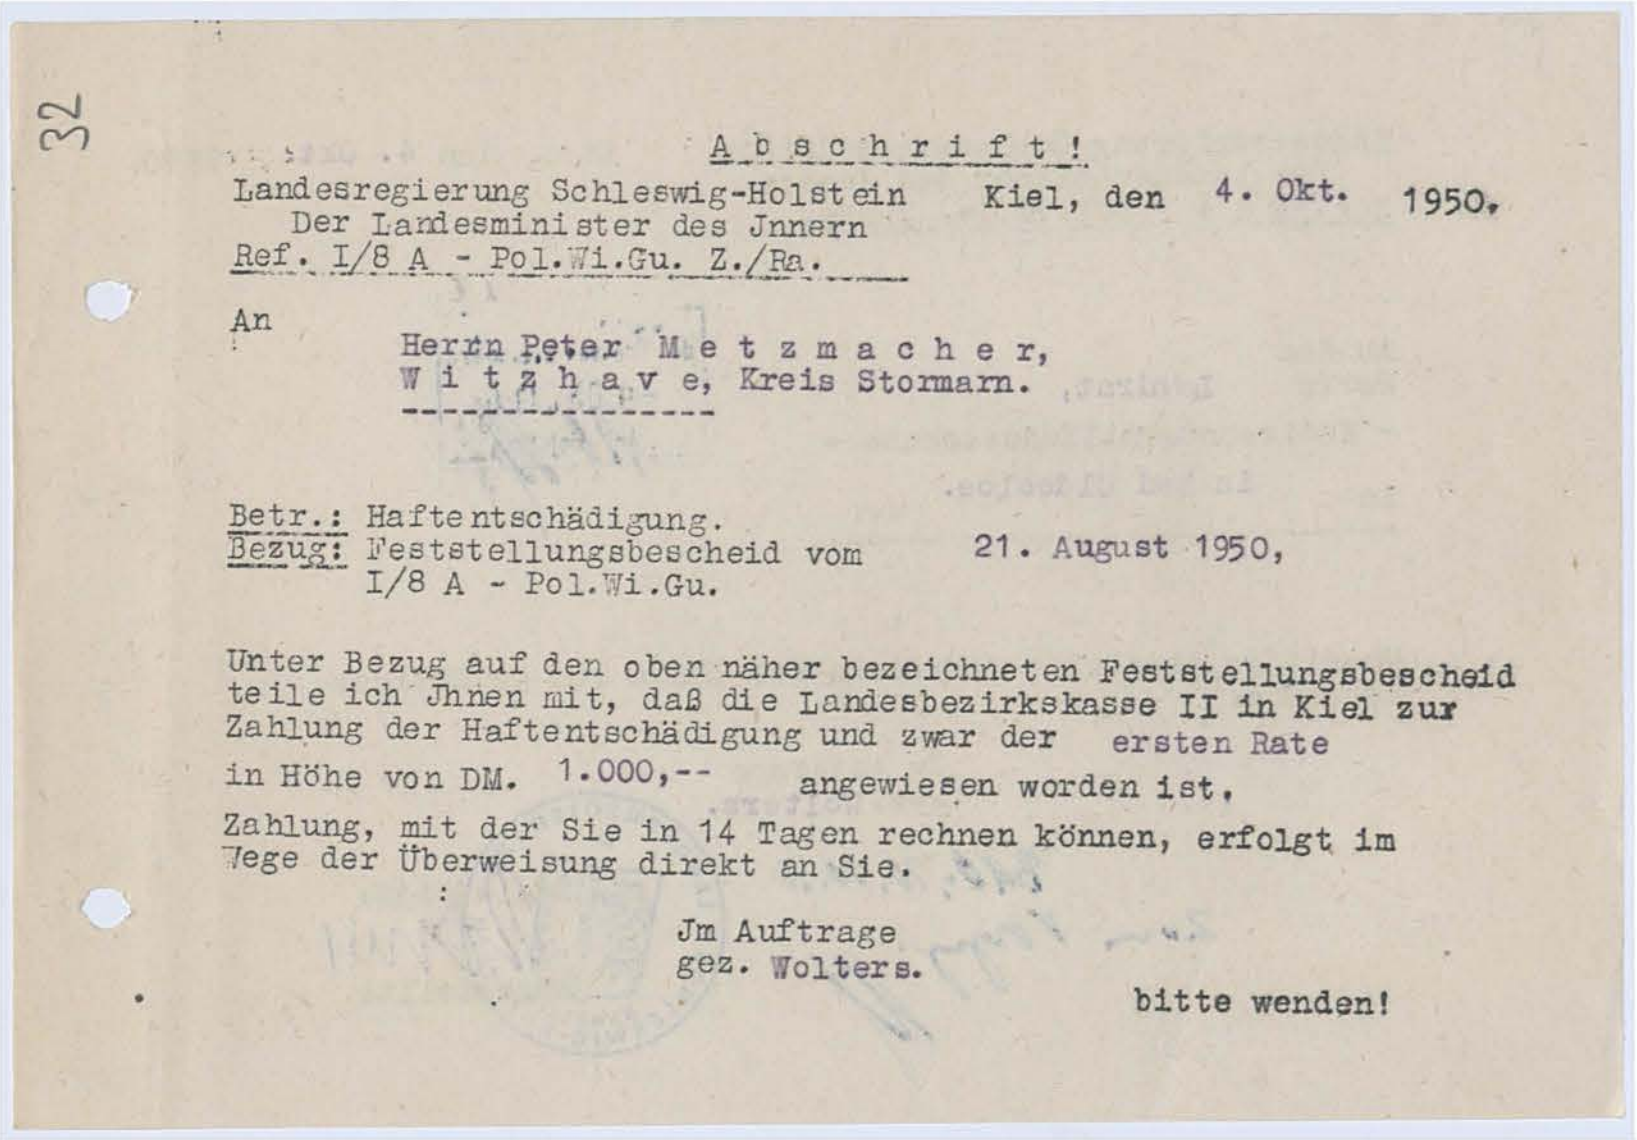 32
A b s c h r i f t !
Landesregierung Schleswig-Holstein Kiel, den 4. Okt. 1950.
Der Landesminister des Jnnern
Ref. I/8 A - Pol.Wi.Gu. Z./Ra.
An
Herrn Peter M e t z m a c h e r,
W i t z h a v e, Kreis Stormarn.
Betr.: Haftentschädigung.
Bezug: Feststellungsbescheid vom 21. August 1950,
I/8 A - Pol.Wi.Gu.
Unter Bezug auf den oben näher bezeichneten Feststellungsbescheid
teile ich Jhnen mit, daß die Landesbezirkskasse II in Kiel zur
Zahlung der Haftentschädigung und zwar der ersten Rate
in Höhe von DM. 1.000,-- angewiesen worden ist.
Zahlung, mit der Sie in 14 Tagen rechnen können, erfolgt im
Wege der Überweisung direkt an Sie.
Jm Auftrage
gez. Wolters.
bitte wenden!